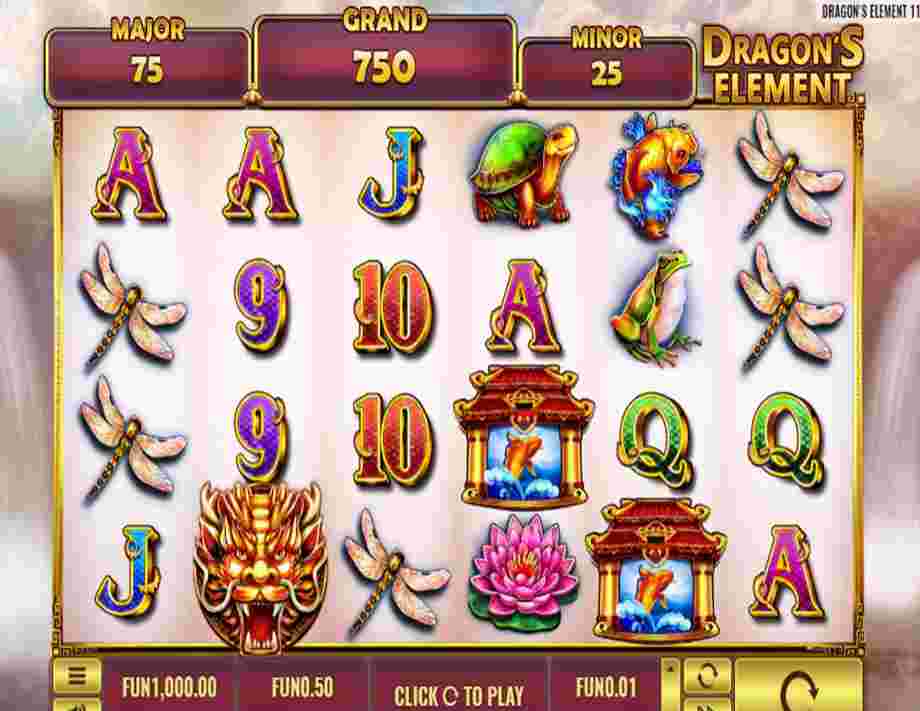 DRAGON'S ELEMENT 11
MAJOR
75
GRAND
750
MINOR
25
DRAGON'S
ELEMENT
A A J
9 10 A
9 10 Q Q
J A
FUN1,000.00
FUN0.50
CLICK TO PLAY
FUN0.01